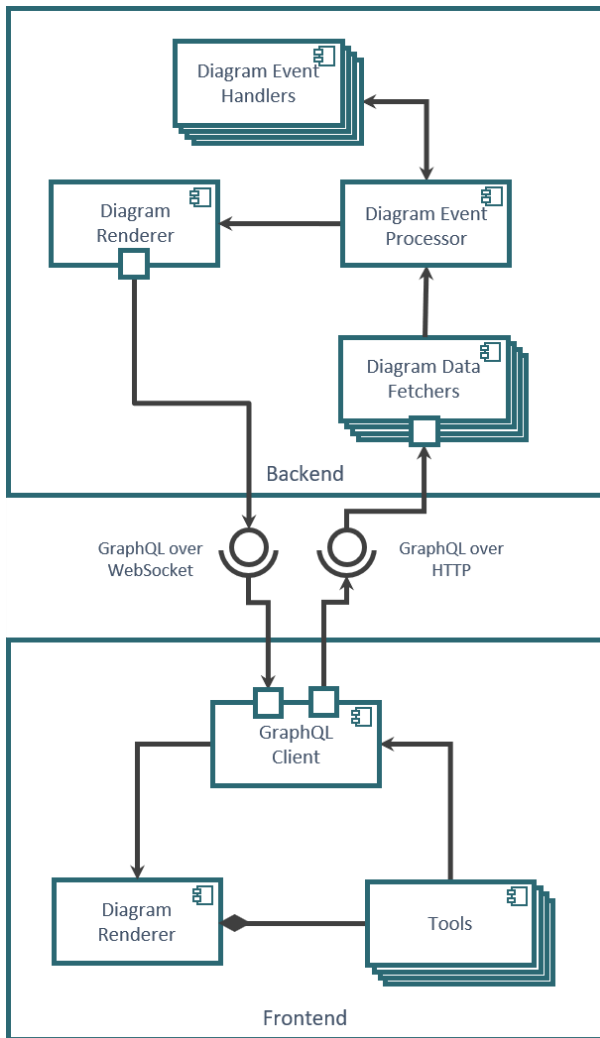 Diagram Event
Handlers
Diagram
Renderer
Diagram Event
Processor
Diagram Data
Fetchers
Backend
GraphQL over
WebSocket
GraphQL over
HTTP
GraphQL
Client
Diagram
Renderer
Tools
Frontend